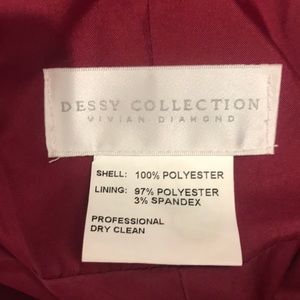 DESSY COLLECTION
VIVIAN DIAMOND
SHELL: 100% POLYESTER
LINING: 97% POLYESTER
3% SPANDEX
PROFESSIONAL
DRY CLEAN